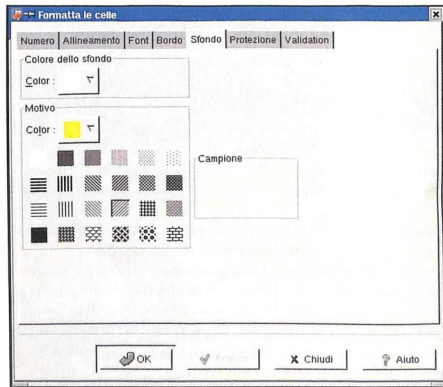 Formatta le celle
Numero Allineamento Font Bordo Sfondo Protezione Validation
Colore dello sfondo
Color :
Motivo
Color :
Campione
OK
Chiudi
Aiuto